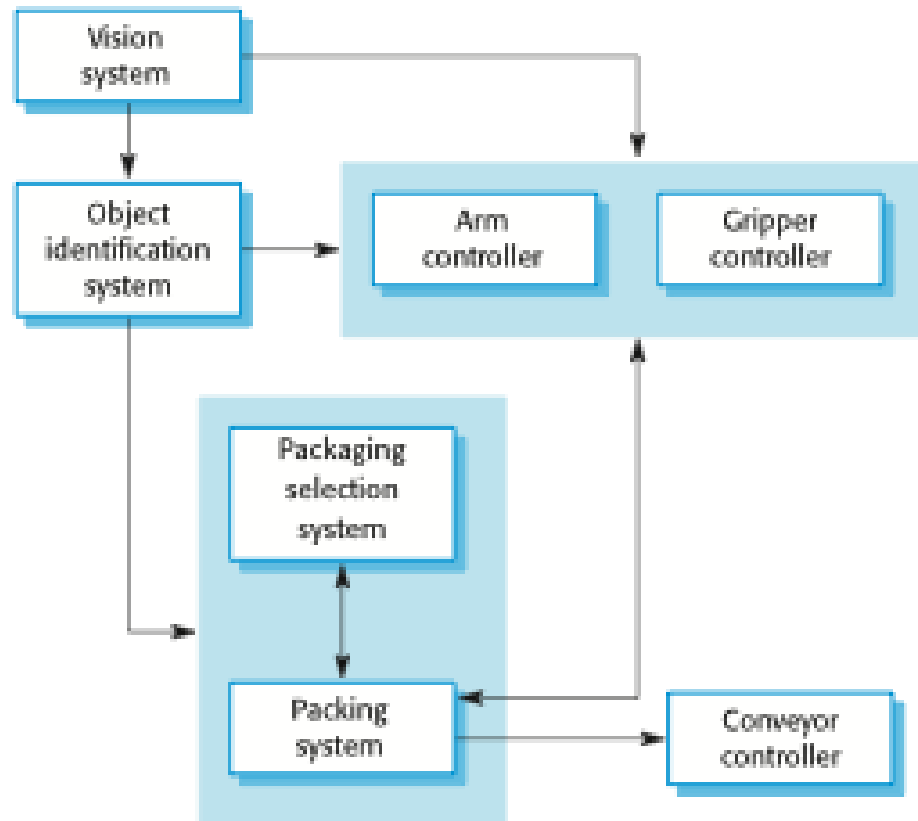 Vision
system
Object
identification
system
Arm
controller
Gripper
controller
Packaging
selection
system
Packing
system
Conveyor
controller